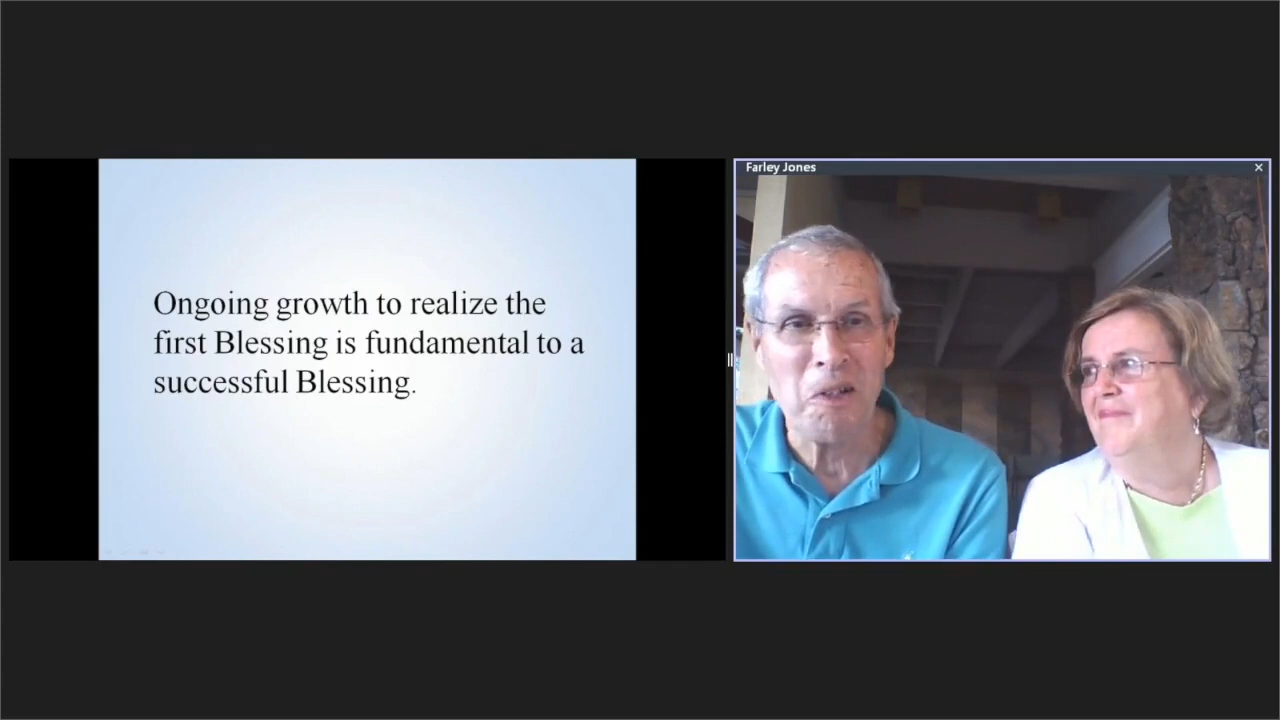 Ongoing growth to realize the
first Blessing is fundamental to a
successful Blessing.
Farley Jones